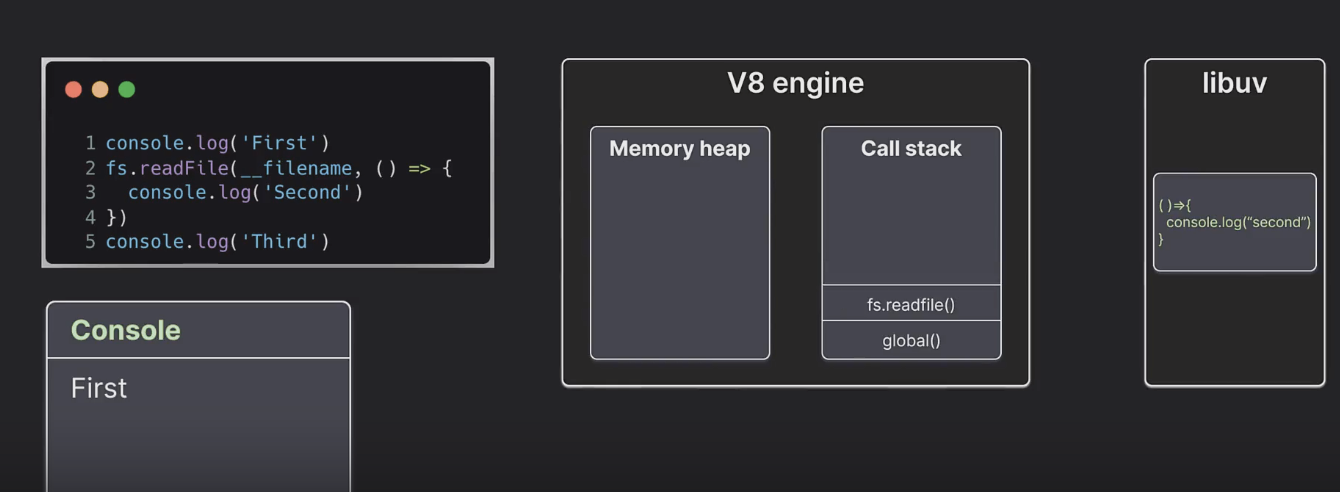 1 console.log('First')
2 fs.readFile(__filename, () => {
3   console.log('Second')
4 })
5 console.log('Third')
Console
First
V8 engine
Memory heap
Call stack
fs.readfile()
global()
libuv
( )⇒{
  console.log(“second”)
}